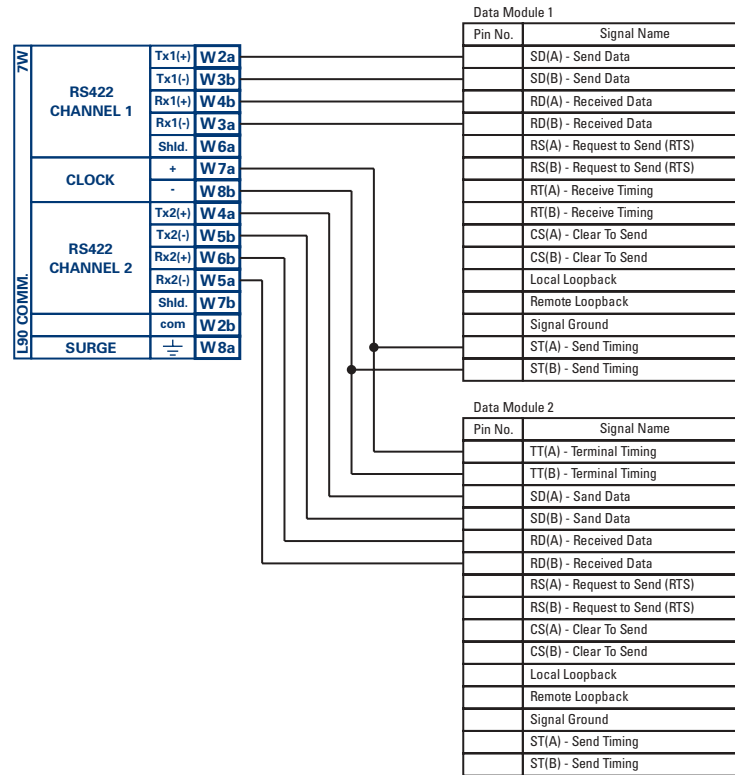 Data Module 1
Pin No. Signal Name
SD(A) - Send Data
SD(B) - Send Data
RD(A) - Received Data
RD(B) - Received Data
RS(A) - Request to Send (RTS)
RS(B) - Request to Send (RTS)
RT(A) - Receive Timing
RT(B) - Receive Timing
CS(A) - Clear To Send
CS(B) - Clear To Send
Local Loopback
Remote Loopback
Signal Ground
ST(A) - Send Timing
ST(B) - Send Timing
7W
L90 COMM.
RS422
CHANNEL 1
Tx1(+) W2a
Tx1(-) W3b
Rx1(+) W4b
Rx1(-) W3a
Shld. W6a
CLOCK
+ W7a
- W8b
RS422
CHANNEL 2
Tx2(+) W4a
Tx2(-) W5b
Rx2(+) W6b
Rx2(-) W5a
Shld. W7b
com W2b
SURGE W8a
Data Module 2
Pin No. Signal Name
TT(A) - Terminal Timing
TT(B) - Terminal Timing
SD(A) - Sand Data
SD(B) - Sand Data
RD(A) - Received Data
RD(B) - Received Data
RS(A) - Request to Send (RTS)
RS(B) - Request to Send (RTS)
CS(A) - Clear To Send
CS(B) - Clear To Send
Local Loopback
Remote Loopback
Signal Ground
ST(A) - Send Timing
ST(B) - Send Timing